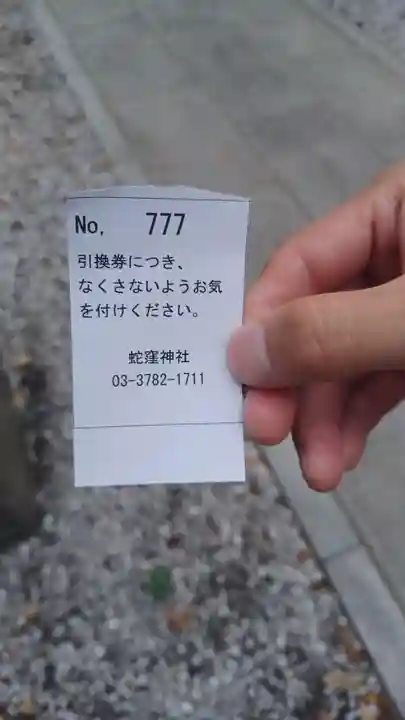 No. 777
引換券につき、
なくさないようお気
を付けください。
蛇窪神社
03-3782-1711